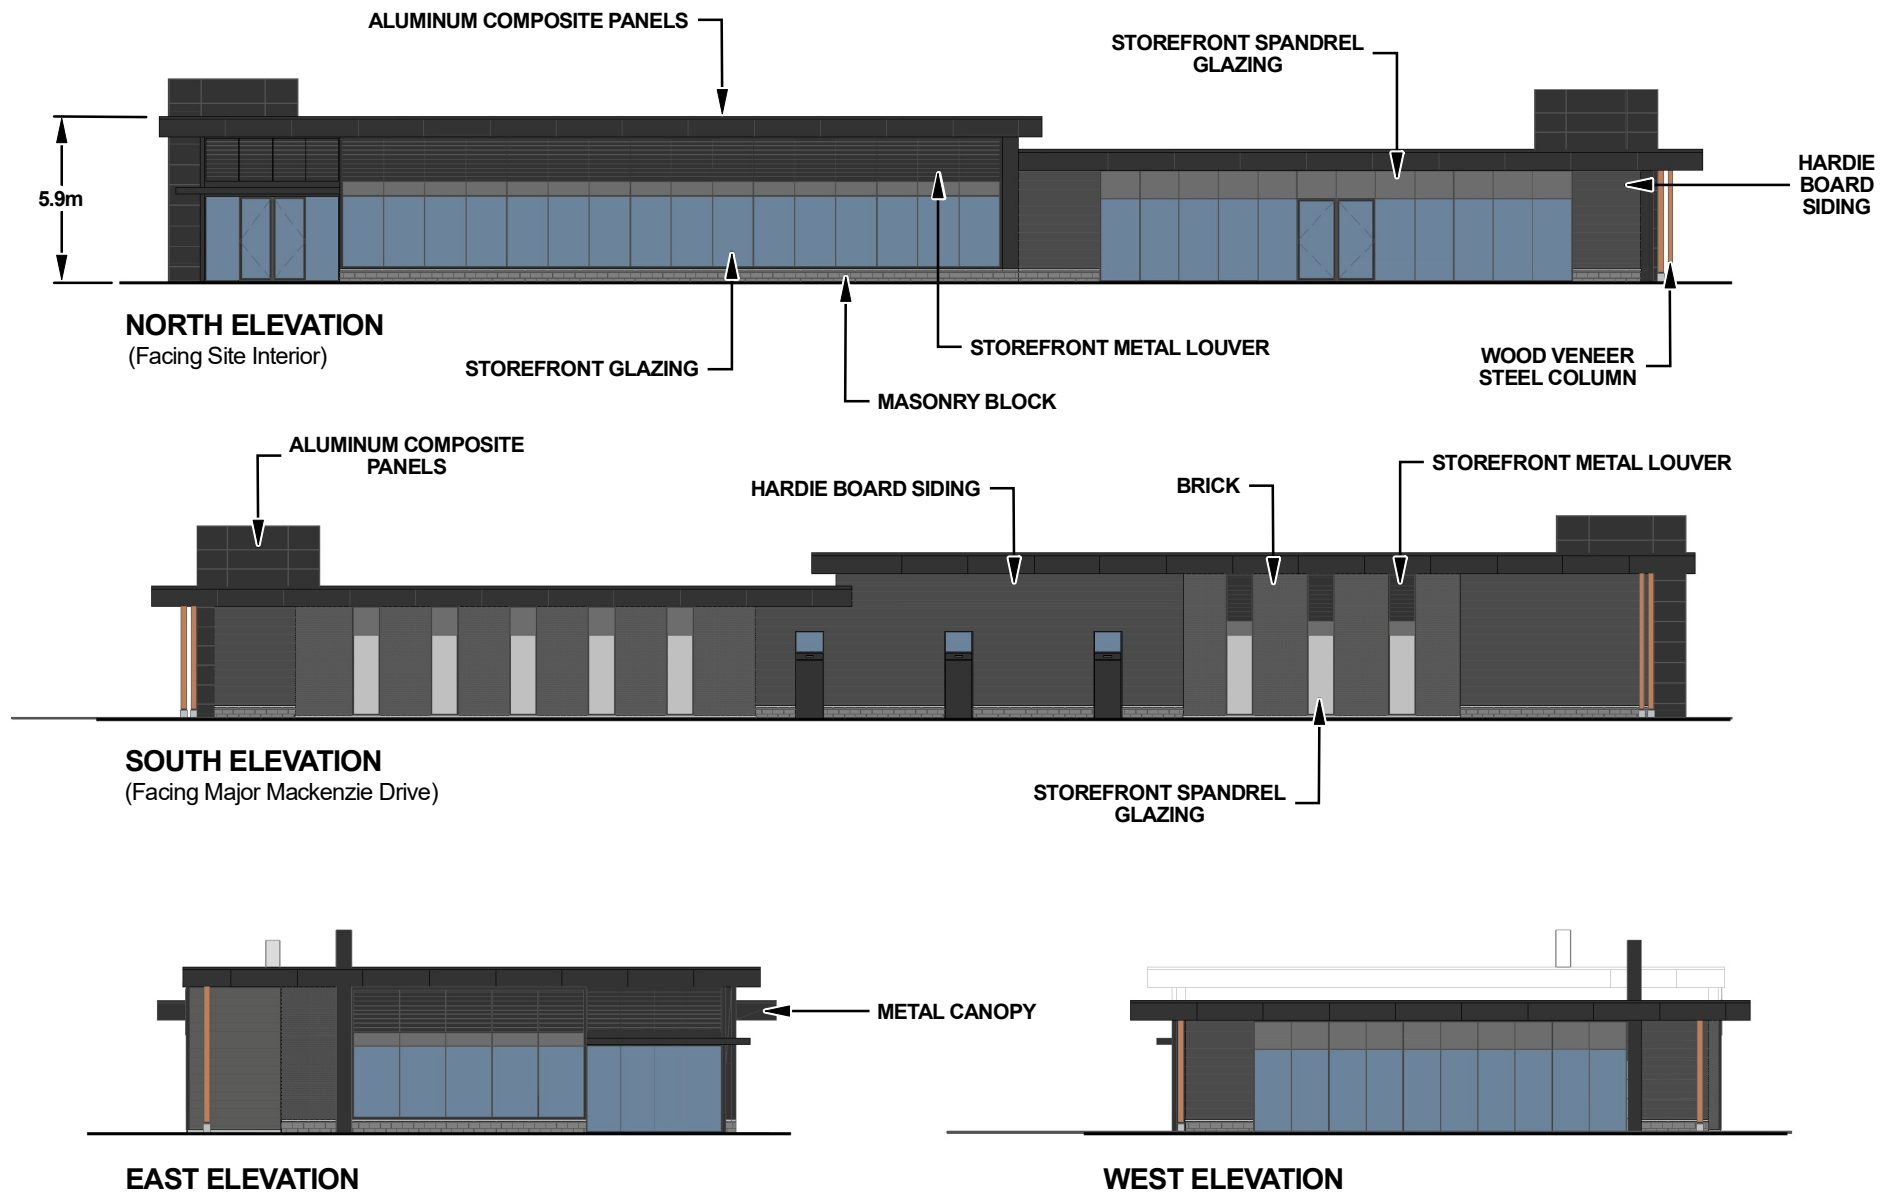 ALUMINUM COMPOSITE PANELS
STOREFRONT SPANDREL
GLAZING
HARDIE
BOARD
SIDING
5.9m
NORTH ELEVATION
(Facing Site Interior)
STOREFRONT GLAZING
MASONRY BLOCK
STOREFRONT METAL LOUVER
WOOD VENEER
STEEL COLUMN
ALUMINUM COMPOSITE
PANELS
HARDIE BOARD SIDING
BRICK
STOREFRONT METAL LOUVER
SOUTH ELEVATION
(Facing Major Mackenzie Drive)
STOREFRONT SPANDREL
GLAZING
METAL CANOPY
EAST ELEVATION
WEST ELEVATION